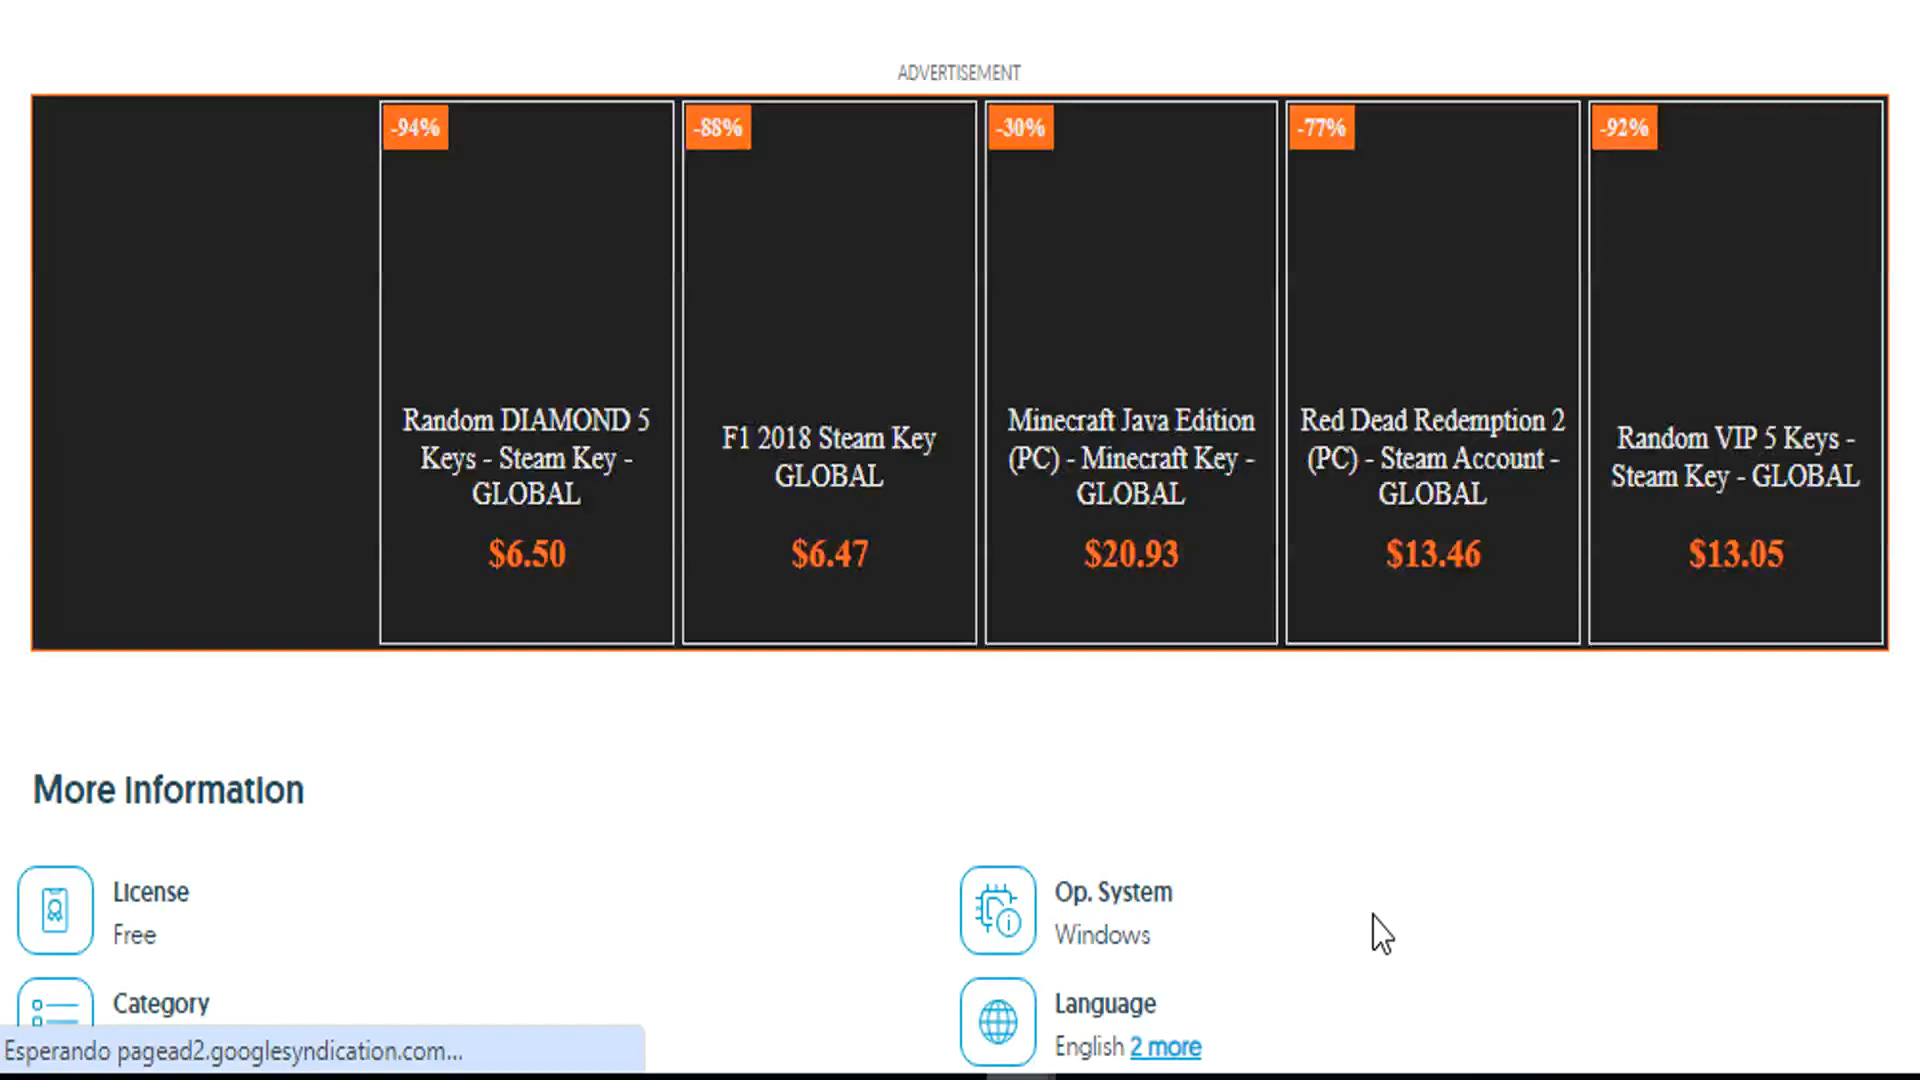 ADVERTISEMENT
-94%
Random DIAMOND 5
Keys - Steam Key -
GLOBAL
$6.50
-88%
F1 2018 Steam Key
GLOBAL
$6.47
-30%
Minecraft Java Edition
(PC) - Minecraft Key -
GLOBAL
$20.93
-77%
Red Dead Redemption 2
(PC) - Steam Account -
GLOBAL
$13.46
-92%
Random VIP 5 Keys -
Steam Key - GLOBAL
$13.05
More Information
License
Free
Op. System
Windows
Category
Language
English 2 more
Esperando pagead2.googlesyndication.com...